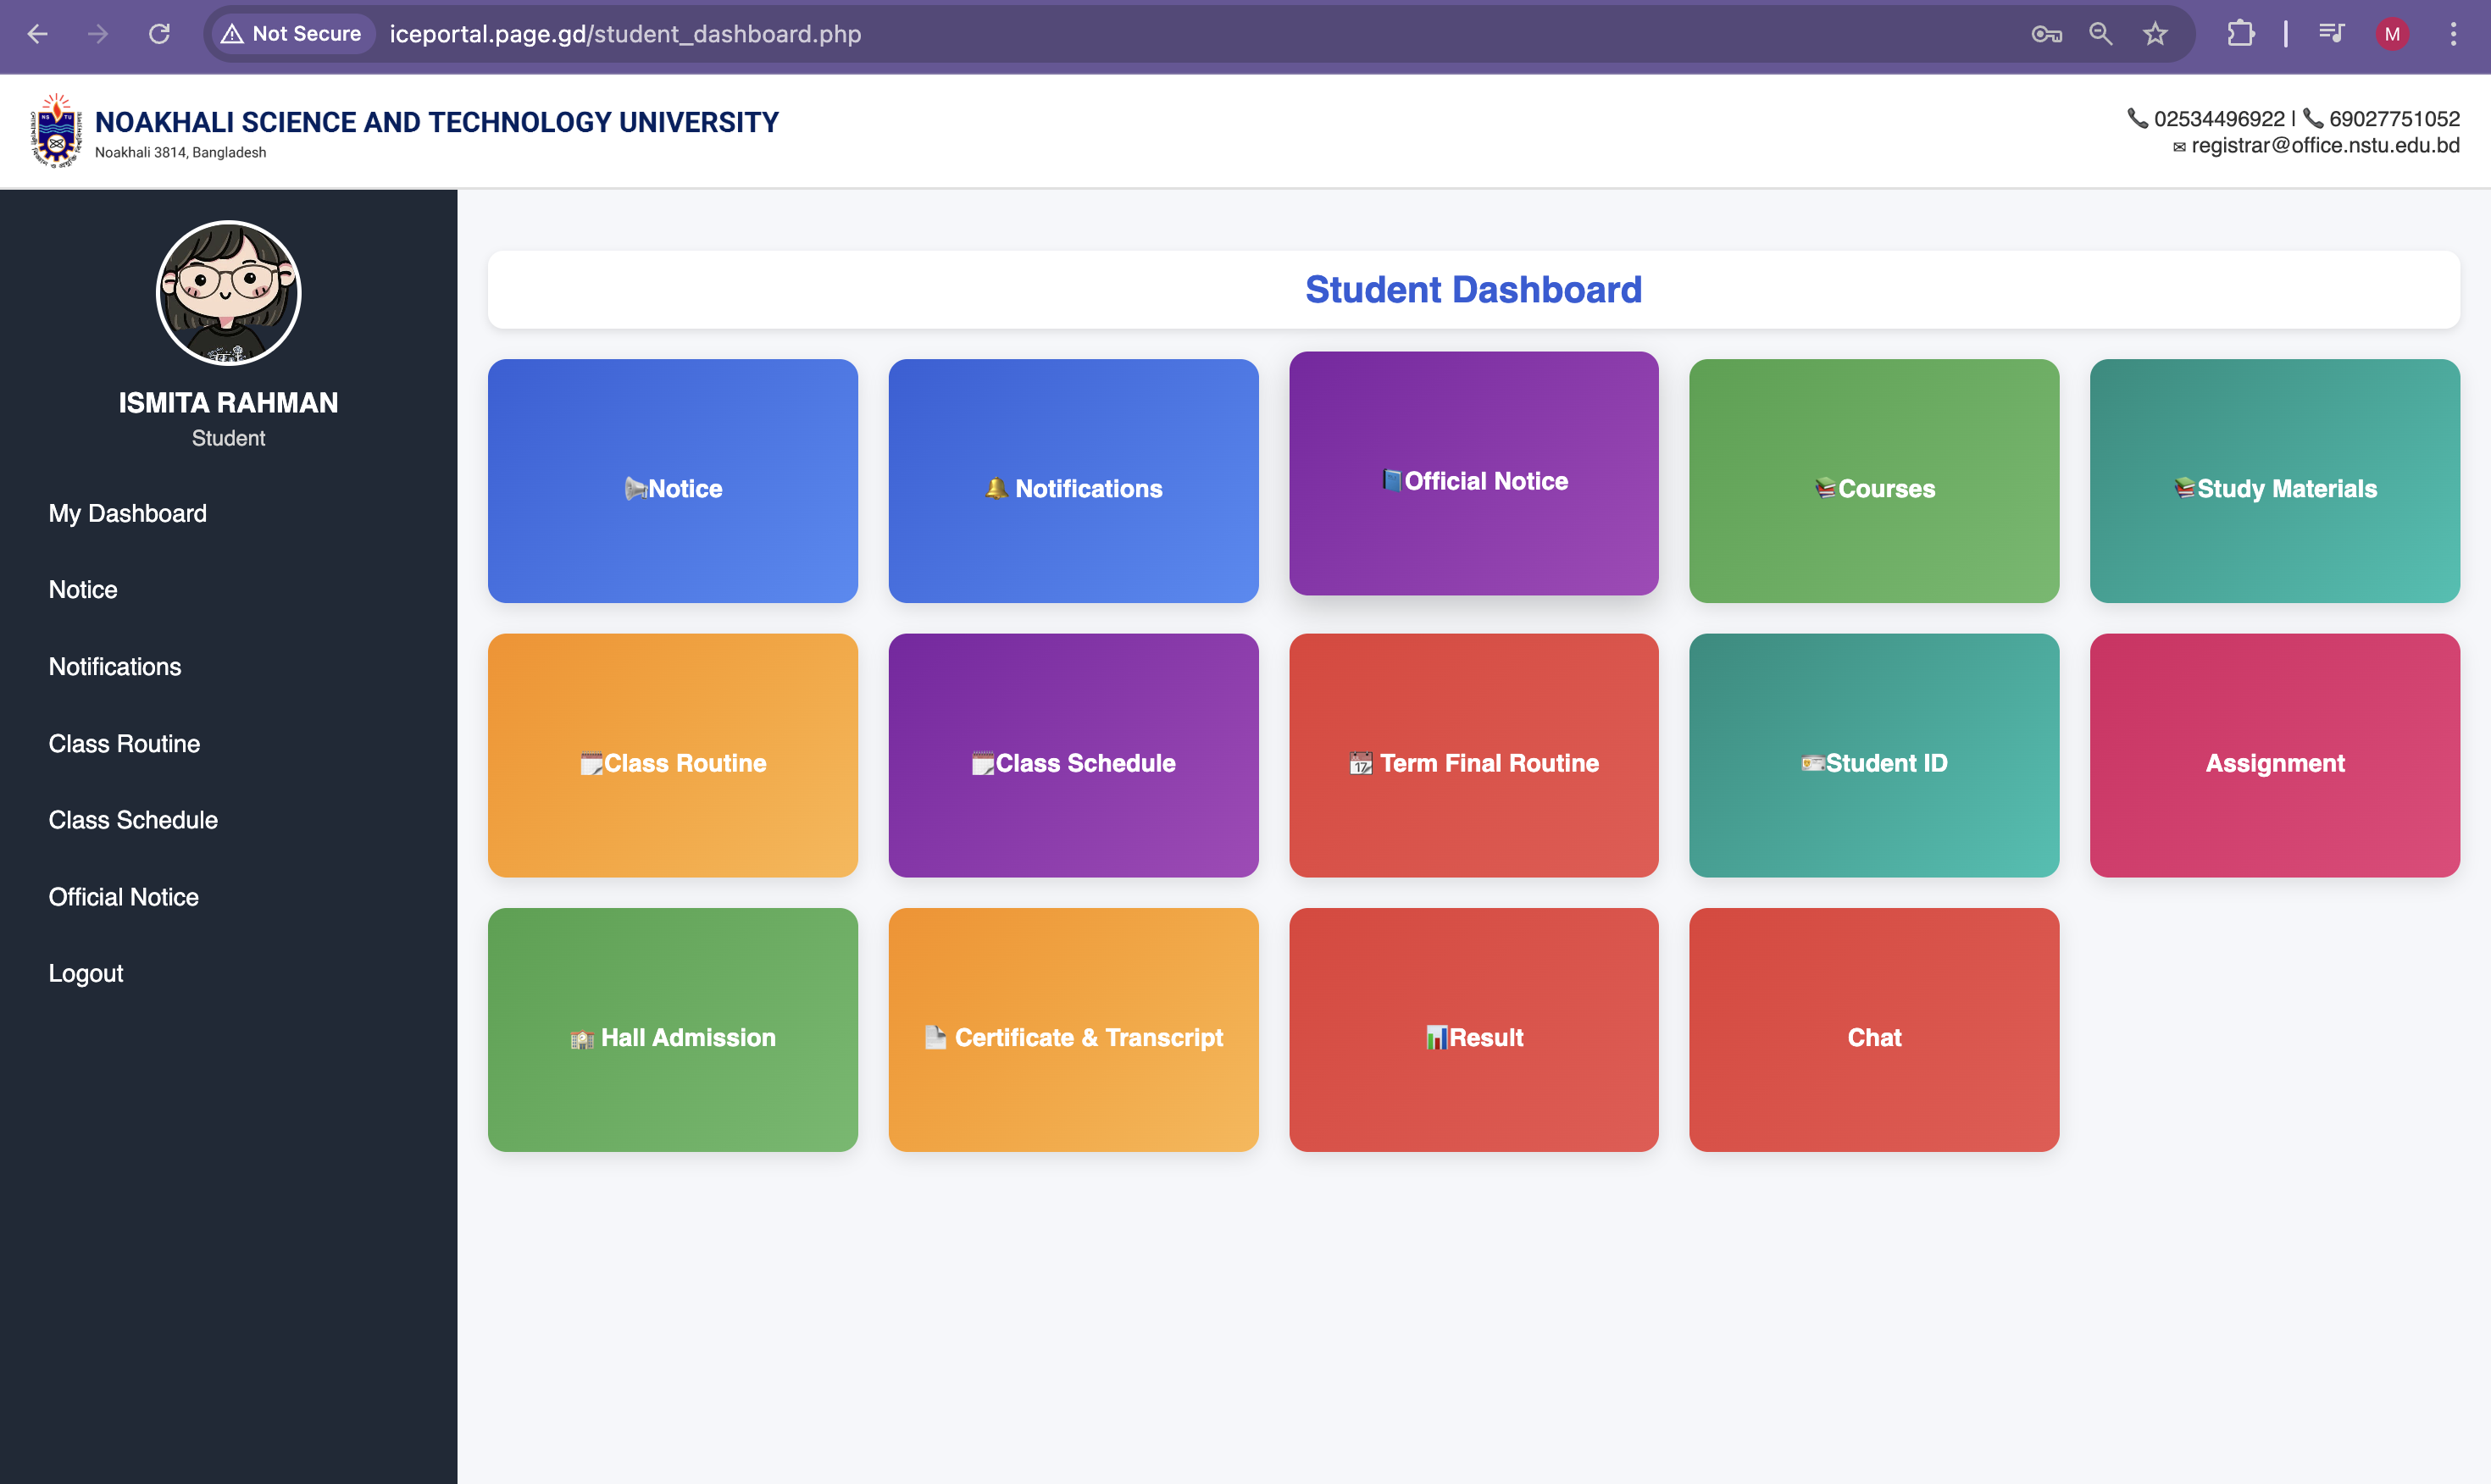 Not Secure iceportal.page.gd/student_dashboard.php
M
NS TU
NOAKHALI SCIENCE AND TECHNOLOGY UNIVERSITY
Noakhali 3814, Bangladesh
📞 02534496922 | 📞 69027751052
✉ registrar@office.nstu.edu.bd
ISMITA RAHMAN
Student
My Dashboard
Notice
Notifications
Class Routine
Class Schedule
Official Notice
Logout
Student Dashboard
📢Notice
🔔 Notifications
📘Official Notice
📚Courses
📚Study Materials
🗓️Class Routine
🗓️Class Schedule
📆 Term Final Routine
🪪Student ID
Assignment
🏫 Hall Admission
📄 Certificate & Transcript
📊Result
Chat